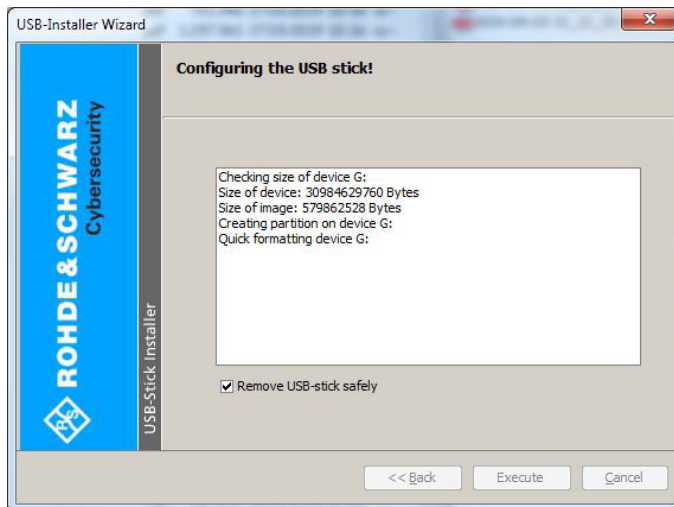 USB-Installer Wizard
Configuring the USB stick!
ROHDE & SCHWARZ
Cybersecurity
USB-Stick Installer
Checking size of device G:
Size of device: 30984629760 Bytes
Size of image: 579862528 Bytes
Creating partition on device G:
Quick formatting device G:
Remove USB-stick safely
<< Back
Execute
Cancel